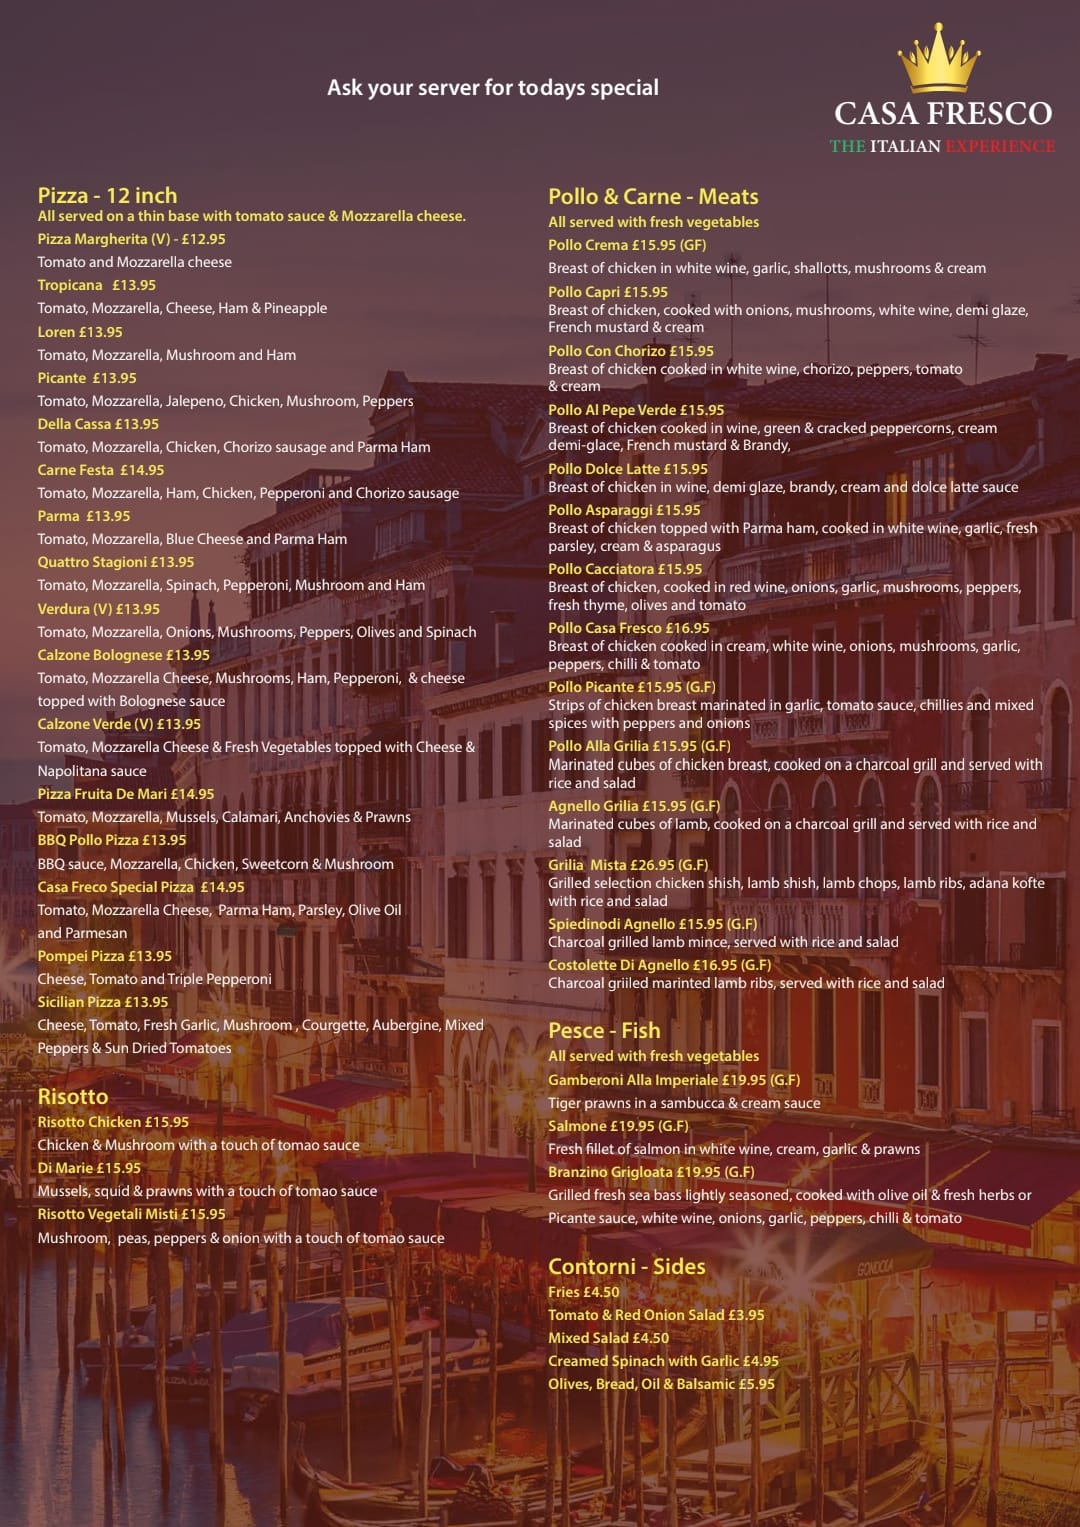 Ask your server for todays special
CASA FRESCO
THE ITALIAN EXPERIENCE
Pizza - 12 inch
All served on a thin base with tomato sauce & Mozzarella cheese.
Pizza Margherita (V) - £12.95
Tomato and Mozzarella cheese
Tropicana £13.95
Tomato, Mozzarella, Cheese, Ham & Pineapple
Loren £13.95
Tomato, Mozzarella, Mushroom and Ham
Picante £13.95
Tomato, Mozzarella, Jalepeno, Chicken, Mushroom, Peppers
Della Cassa £13.95
Tomato, Mozzarella, Chicken, Chorizo sausage and Parma Ham
Carne Festa £14.95
Tomato, Mozzarella, Ham, Chicken, Pepperoni and Chorizo sausage
Parma £13.95
Tomato, Mozzarella, Blue Cheese and Parma Ham
Quattro Stagioni £13.95
Tomato, Mozzarella, Spinach, Pepperoni, Mushroom and Ham
Verdura (V) £13.95
Tomato, Mozzarella, Onions, Mushrooms, Peppers, Olives and Spinach
Calzone Bolognese £13.95
Tomato, Mozzarella Cheese, Mushrooms, Ham, Pepperoni, & cheese
topped with Bolognese sauce
Calzone Verde (V) £13.95
Tomato, Mozzarella Cheese & Fresh Vegetables topped with Cheese &
Napolitana sauce
Pizza Fruita De Mari £14.95
Tomato, Mozzarella, Mussels, Calamari, Anchovies & Prawns
BBQ Pollo Pizza £13.95
BBQ sauce, Mozzarella, Chicken, Sweetcorn & Mushroom
Casa Freco Special Pizza £14.95
Tomato, Mozzarella Cheese, Parma Ham, Parsley, Olive Oil
and Parmesan
Pompei Pizza £13.95
Cheese, Tomato and Triple Pepperoni
Sicilian Pizza £13.95
Cheese, Tomato, Fresh Garlic, Mushroom , Courgette, Aubergine, Mixed
Peppers & Sun Dried Tomatoes
Risotto
Risotto Chicken £15.95
Chicken & Mushroom with a touch of tomao sauce
Di Marie £15.95
Mussels, squid & prawns with a touch of tomao sauce
Risotto Vegetali Misti £15.95
Mushroom, peas, peppers & onion with a touch of tomao sauce
Pollo & Carne - Meats
All served with fresh vegetables
Pollo Crema £15.95 (GF)
Breast of chicken in white wine, garlic, shallotts, mushrooms & cream
Pollo Capri £15.95
Breast of chicken, cooked with onions, mushrooms, white wine, demi glaze,
French mustard & cream
Pollo Con Chorizo £15.95
Breast of chicken cooked in white wine, chorizo, peppers, tomato
& cream
Pollo Al Pepe Verde £15.95
Breast of chicken cooked in wine, green & cracked peppercorns, cream
demi-glace, French mustard & Brandy,
Pollo Dolce Latte £15.95
Breast of chicken in wine, demi glaze, brandy, cream and dolce latte sauce
Pollo Asparaggi £15.95
Breast of chicken topped with Parma ham, cooked in white wine, garlic, fresh
parsley, cream & asparagus
Pollo Cacciatora £15.95
Breast of chicken, cooked in red wine, onions, garlic, mushrooms, peppers,
fresh thyme, olives and tomato
Pollo Casa Fresco £16.95
Breast of chicken cooked in cream, white wine, onions, mushrooms, garlic,
peppers, chilli & tomato
Pollo Picante £15.95 (G.F)
Strips of chicken breast marinated in garlic, tomato sauce, chillies and mixed
spices with peppers and onions
Pollo Alla Grilia £15.95 (G.F)
Marinated cubes of chicken breast, cooked on a charcoal grill and served with
rice and salad
Agnello Grilia £15.95 (G.F)
Marinated cubes of lamb, cooked on a charcoal grill and served with rice and
salad
Grilia Mista £26.95 (G.F)
Grilled selection chicken shish, lamb shish, lamb chops, lamb ribs, adana kofte
with rice and salad
Spiedinodi Agnello £15.95 (G.F)
Charcoal grilled lamb mince, served with rice and salad
Costolette Di Agnello £16.95 (G.F)
Charcoal griiled marinted lamb ribs, served with rice and salad
Pesce - Fish
All served with fresh vegetables
Gamberoni Alla Imperiale £19.95 (G.F)
Tiger prawns in a sambucca & cream sauce
Salmone £19.95 (G.F)
Fresh fillet of salmon in white wine, cream, garlic & prawns
Branzino Grigloata £19.95 (G.F)
Grilled fresh sea bass lightly seasoned, cooked with olive oil & fresh herbs or
Picante sauce, white wine, onions, garlic, peppers, chilli & tomato
Contorni - Sides
Fries £4.50
Tomato & Red Onion Salad £3.95
Mixed Salad £4.50
Creamed Spinach with Garlic £4.95
Olives, Bread, Oil & Balsamic £5.95
GONDOLA